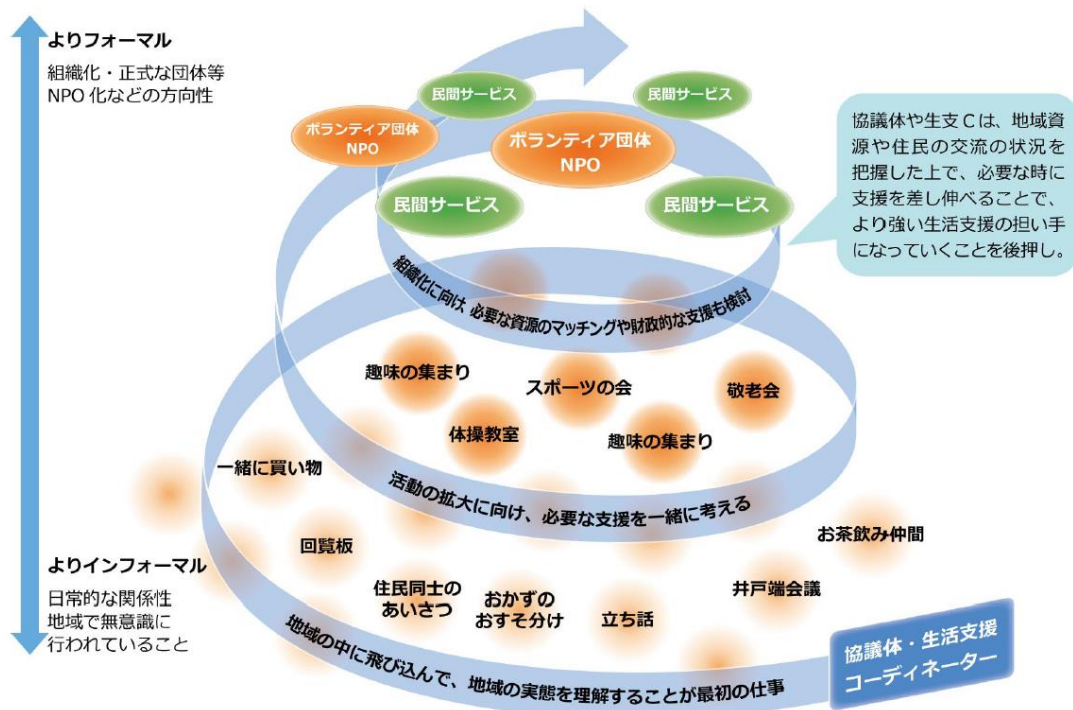 よりフォーマル
組織化・正式な団体等
NPO 化などの方向性
民間サービス
民間サービス
ボランティア団体
NPO
ボランティア団体
NPO
民間サービス
民間サービス
協議体や生支Cは、地域資
源や住民の交流の状況を
把握した上で、必要な時に
支援を差し伸べることで、
より強い生活支援の担い手
になっていくことを後押し。
組織化に向け、必要な資源のマッチングや財政的な支援も検討
趣味の集まり
スポーツの会
敬老会
体操教室
趣味の集まり
一緒に買い物
活動の拡大に向け、必要な支援を一緒に考える
お茶飲み仲間
回覧板
井戸端会議
住民同士の
あいさつ
おかずの
おすそ分け
立ち話
よりインフォーマル
日常的な関係性
地域で無意識に
行われていること
地域の中に飛び込んで、地域の実態を理解することが最初の仕事
協議体・生活支援
コーディネーター